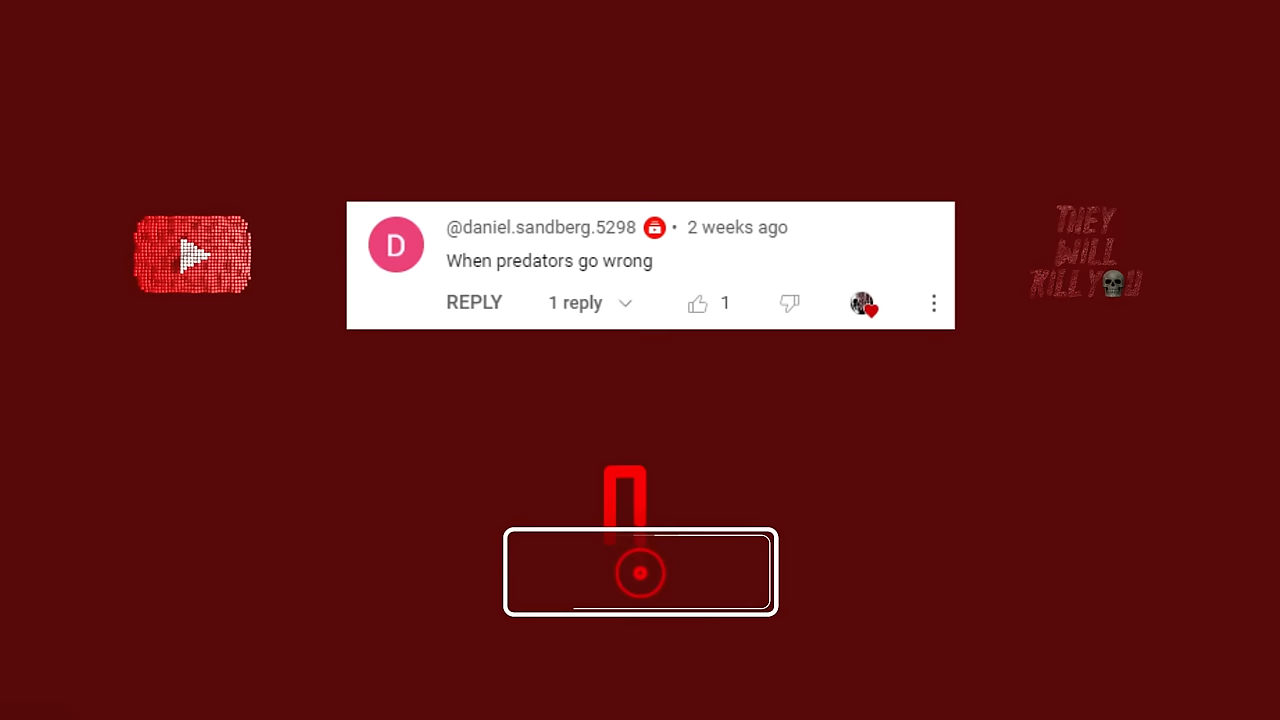 D
@daniel.sandberg.5298 • 2 weeks ago
When predators go wrong
REPLY 1 reply 1
THEY
WILL
KILL YOU